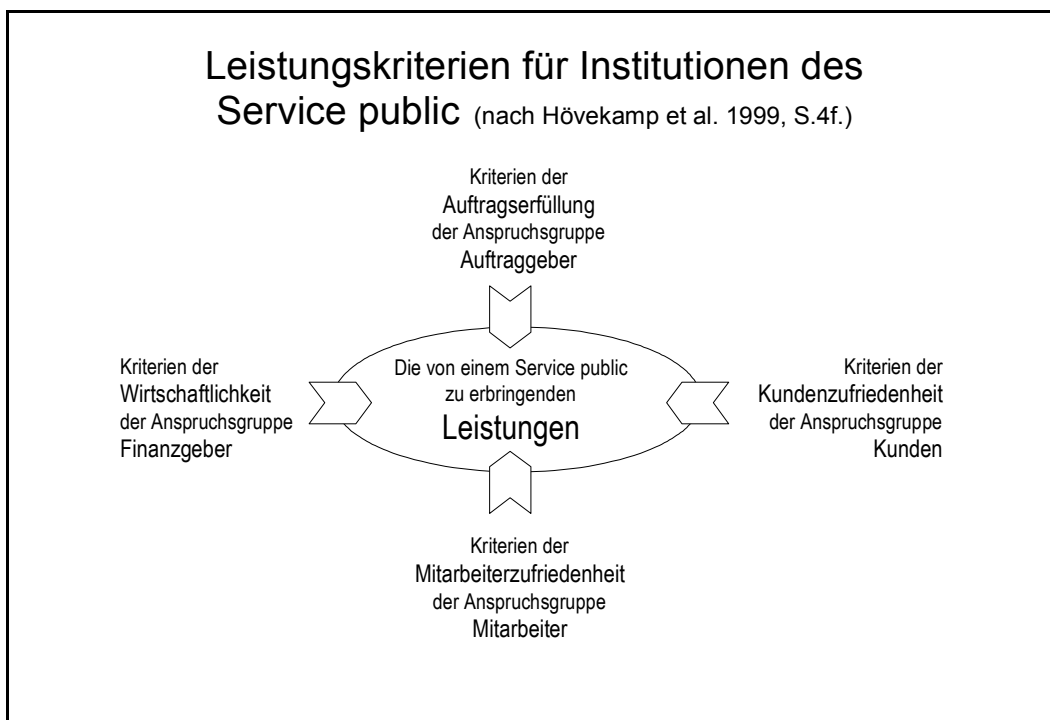 Leistungskriterien für Institutionen des
Service public (nach Hövekamp et al. 1999, S.4f.)
Kriterien der
Auftragserfüllung
der Anspruchsgruppe
Auftraggeber
Kriterien der
Wirtschaftlichkeit
der Anspruchsgruppe
Finanzgeber
Die von einem Service public
zu erbringenden
Leistungen
Kriterien der
Kundenzufriedenheit
der Anspruchsgruppe
Kunden
Kriterien der
Mitarbeiterzufriedenheit
der Anspruchsgruppe
Mitarbeiter